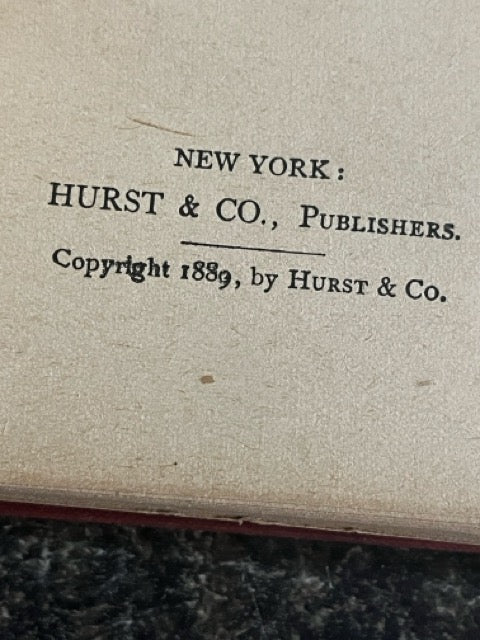 NEW YORK:
HURST & CO., PUBLISHERS.
Copyright 1889, by HURST & CO.